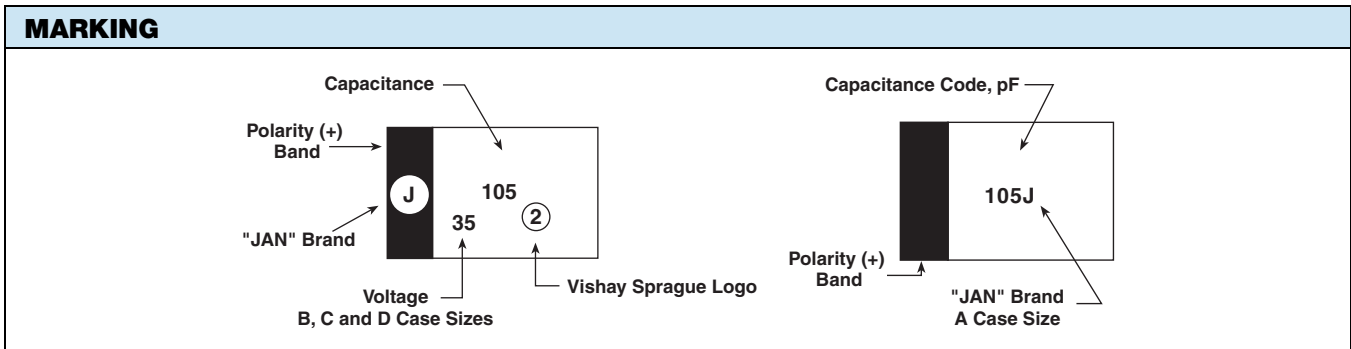 MARKING
Capacitance
Polarity (+)
Band
J
105
35
2
"JAN" Brand
Voltage
B, C and D Case Sizes
Vishay Sprague Logo
Capacitance Code, pF
105J
Polarity (+)
Band
"JAN" Brand
A Case Size